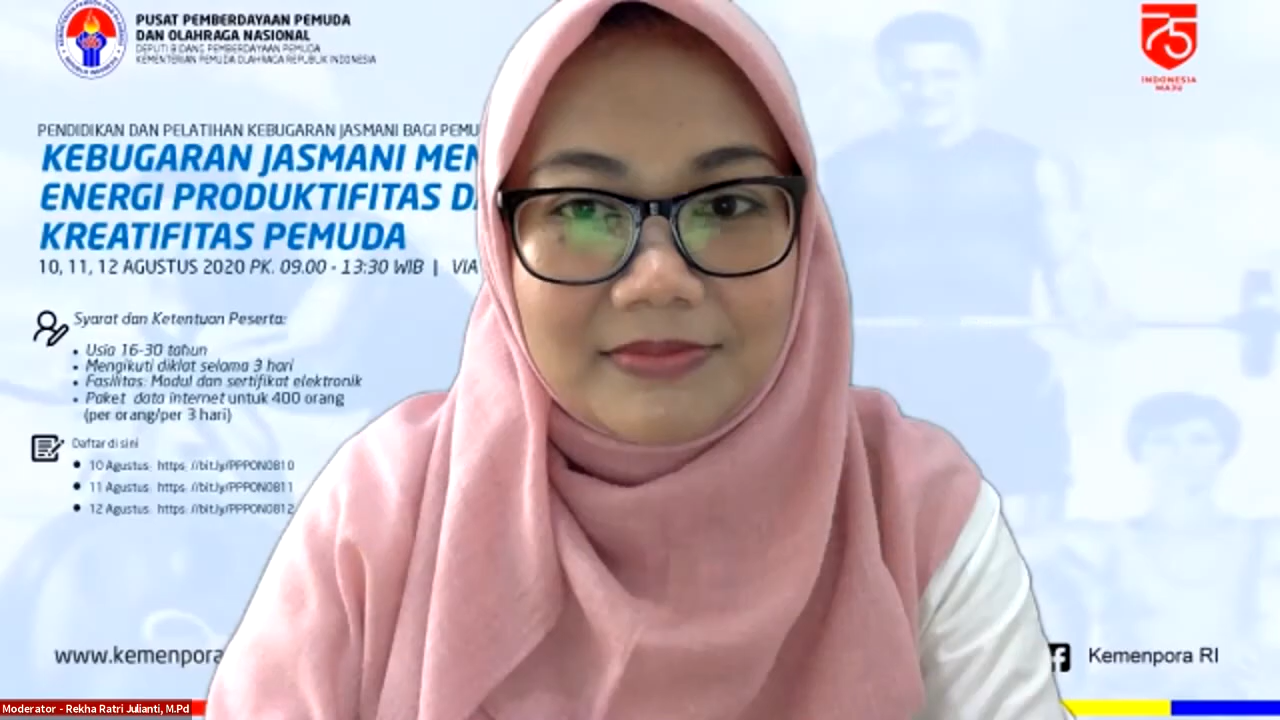 PUSAT PEMBERDAYAAN PEMUDA
DAN OLAHRAGA NASIONAL
DEPUTI BIDANG PEMBERDAYAAN PEMUDA
KEMENTERIAN PEMUDA OLAHRAGA REPUBLIK INDONESIA
75
INDONESIA
MAJU
PENDIDIKAN DAN PELATIHAN KEBUGARAN JASMANI BAGI PEMU
KEBUGARAN JASMANI MEN
ENERGI PRODUKTIFITAS DA
KREATIFITAS PEMUDA
10, 11, 12 AGUSTUS 2020 PK. 09.00 - 13:30 WIB | VIA
Syarat dan Ketentuan Peserta:
• Usia 16-30 tahun
• Mengikuti diklat selama 3 hari
• Fasilitas: Modul dan sertifikat elektronik
• Paket data internet untuk 400 orang
(per orang/per 3 hari)
Daftar di sini
• 10 Agustus: https://bit.ly/PPPON0810
• 11 Agustus: https://bit.ly/PPPON0811
• 12 Agustus: https://bit.ly/PPPON0812
www.kemenpora
Kemenpora RI
Moderator - Rekha Ratri Julianti, M.Pd